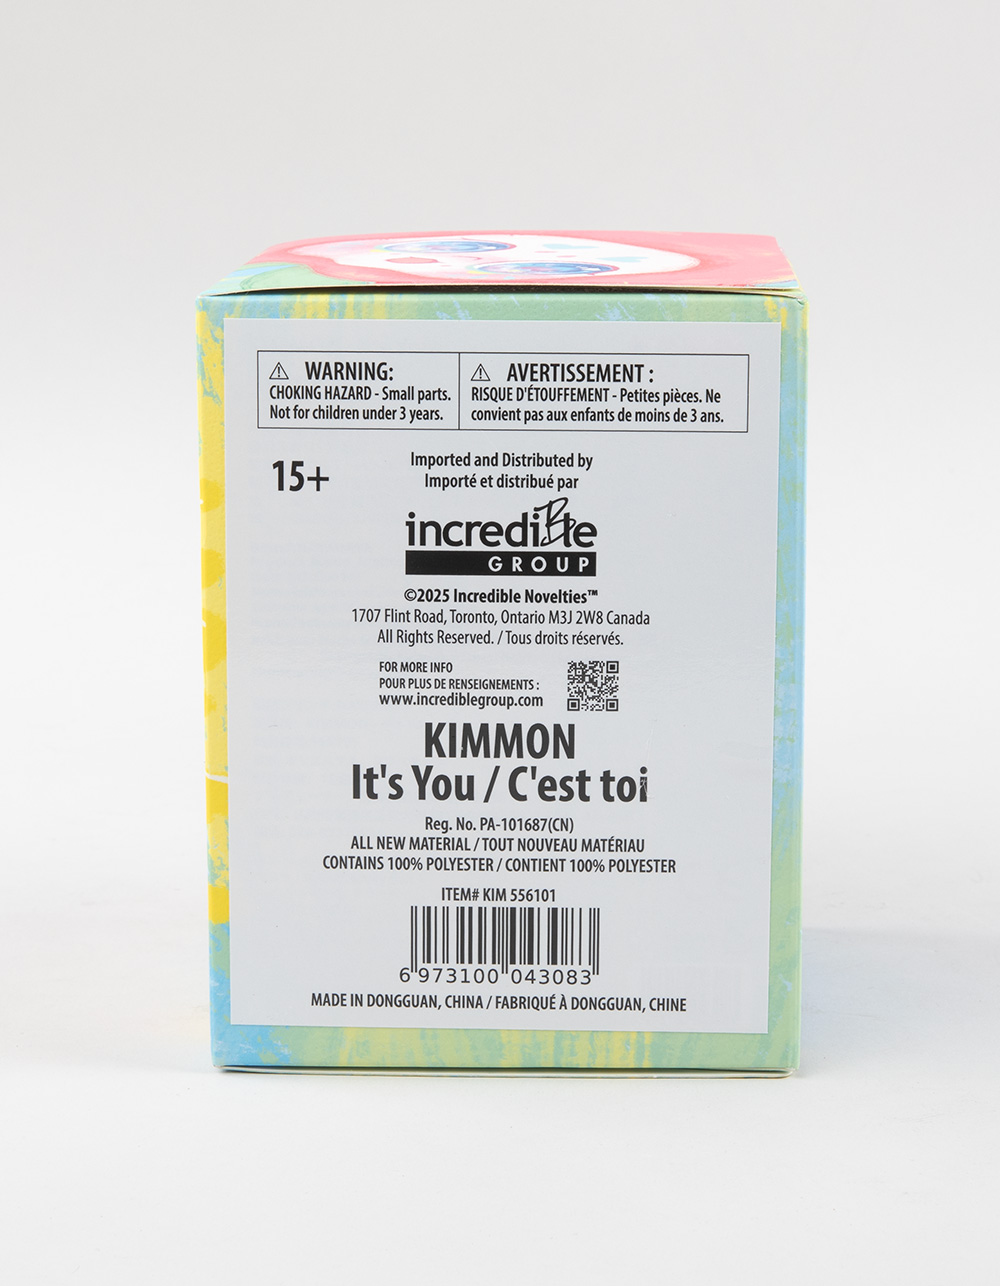 WARNING:
CHOKING HAZARD - Small parts.
Not for children under 3 years.
AVERTISSEMENT :
RISQUE D'ÉTOUFFEMENT - Petites pièces. Ne
convient pas aux enfants de moins de 3 ans.
15+
Imported and Distributed by
Importé et distribué par
incrediBle
GROUP
©2025 Incredible Novelties™
1707 Flint Road, Toronto, Ontario M3J 2W8 Canada
All Rights Reserved. / Tous droits réservés.
FOR MORE INFO
POUR PLUS DE RENSEIGNEMENTS :
www.incrediblegroup.com
KIMMON
It's You / C'est toi
Reg. No. PA-101687(CN)
ALL NEW MATERIAL / TOUT NOUVEAU MATÉRIAU
CONTAINS 100% POLYESTER / CONTIENT 100% POLYESTER
ITEM# KIM 556101
6 973100 043083
MADE IN DONGGUAN, CHINA / FABRIQUÉ À DONGGUAN, CHINE